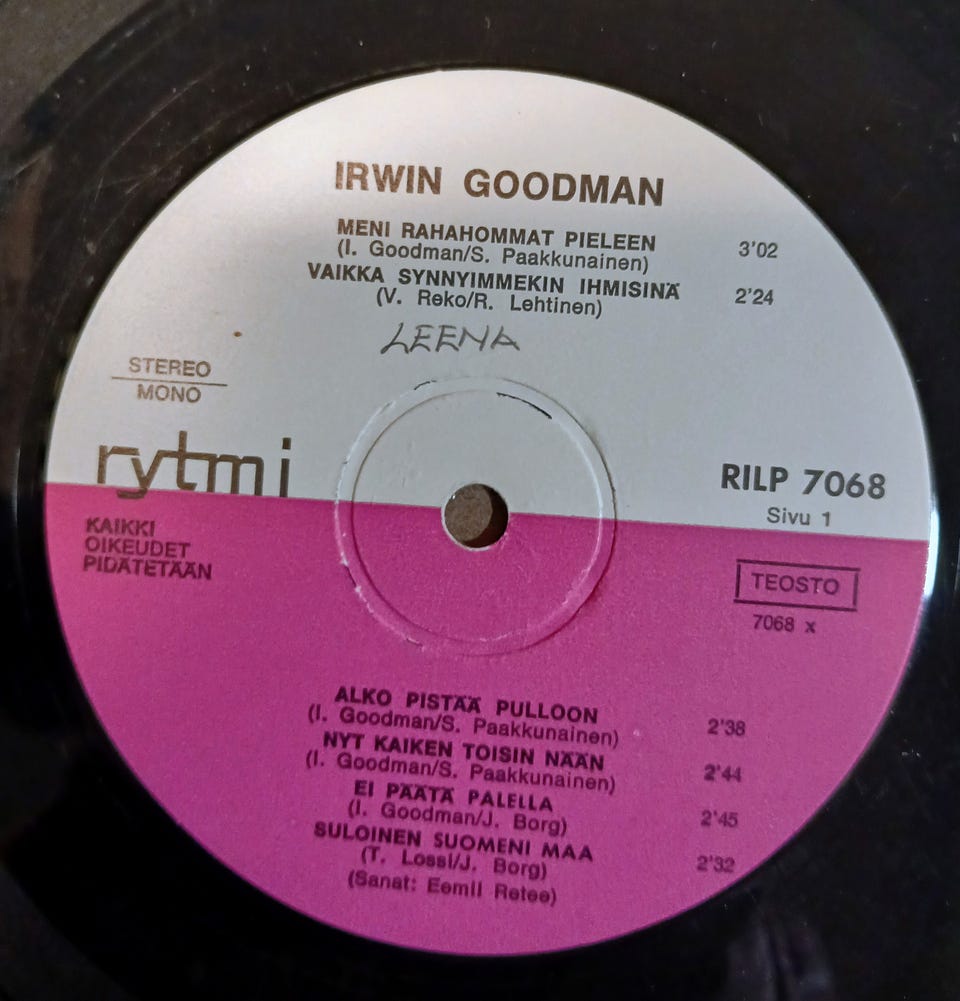 IRWIN GOODMAN
MENI RAHAHOMMAT PIELEEN 3'02
(I. Goodman/S. Paakkunainen)
VAIKKA SYNNYIMMEKIN IHMISINÄ 2'24
(V. Reko/R. Lehtinen)
LEENA
STEREO
MONO
rytmi
RILP 7068
Sivu 1
KAIKKI
OIKEUDET
PIDÄTETÄÄN
TEOSTO
7068 x
ALKO PISTÄÄ PULLOON 2'38
(I. Goodman/S. Paakkunainen)
NYT KAIKEN TOISIN NÄÄN 2'44
(I. Goodman/S. Paakkunainen)
EI PÄÄTÄ PALELLA 2'45
(I. Goodman/J. Borg)
SULOINEN SUOMENI MAA 2'32
(T. Lossi/J. Borg)
(Sanat: Eemil Retee)